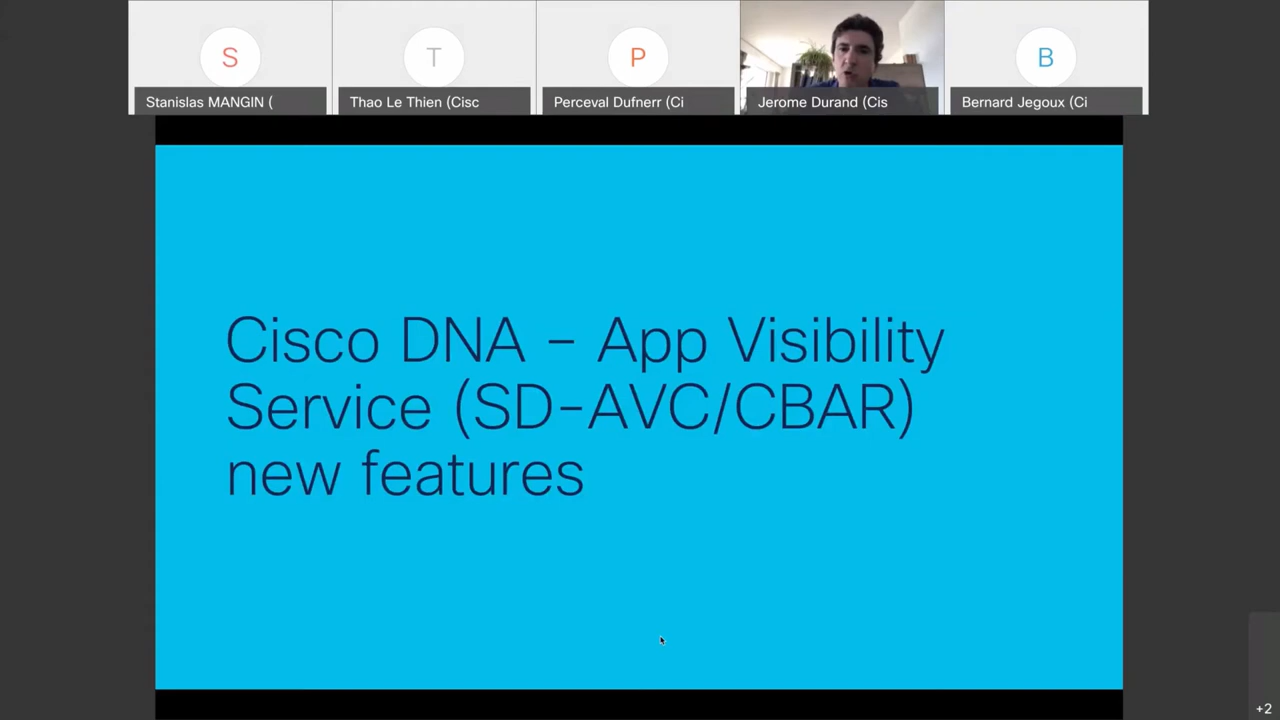 S
T
P
B
Stanislas MANGIN (
Thao Le Thien (Cisc
Perceval Dufnerr (Ci
Jerome Durand (Cis
Bernard Jegoux (Ci
Cisco DNA – App Visibility
Service (SD-AVC/CBAR)
new features
+2